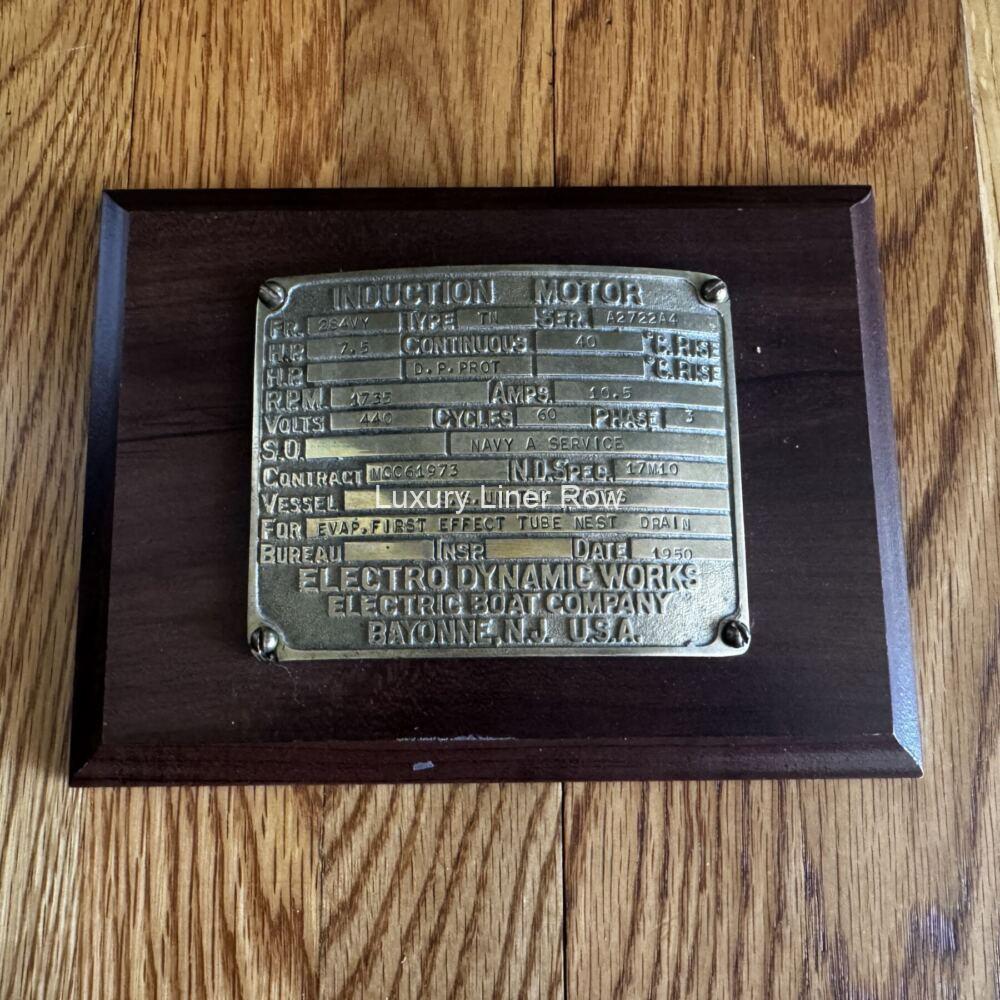 INDUCTION MOTOR
FR. 284VY TYPE TN SER. A2722A4
H.P. 7.5 CONTINUOUS 40 °C. RISE
H.P. D.P.PROT °C. RISE
R.P.M. 1735 AMPS. 10.5
VOLTS 440 CYCLES 60 PHASE 3
S.O. NAVY A SERVICE
CONTRACT MCC61973 N.D.SPEC. 17M10
VESSEL
Luxury Liner Row
FOR EVAP.FIRST EFFECT TUBE NEST DRAIN
BUREAU INSP. DATE 1950
ELECTRO DYNAMIC WORKS
ELECTRIC BOAT COMPANY
BAYONNE, N.J. U.S.A.